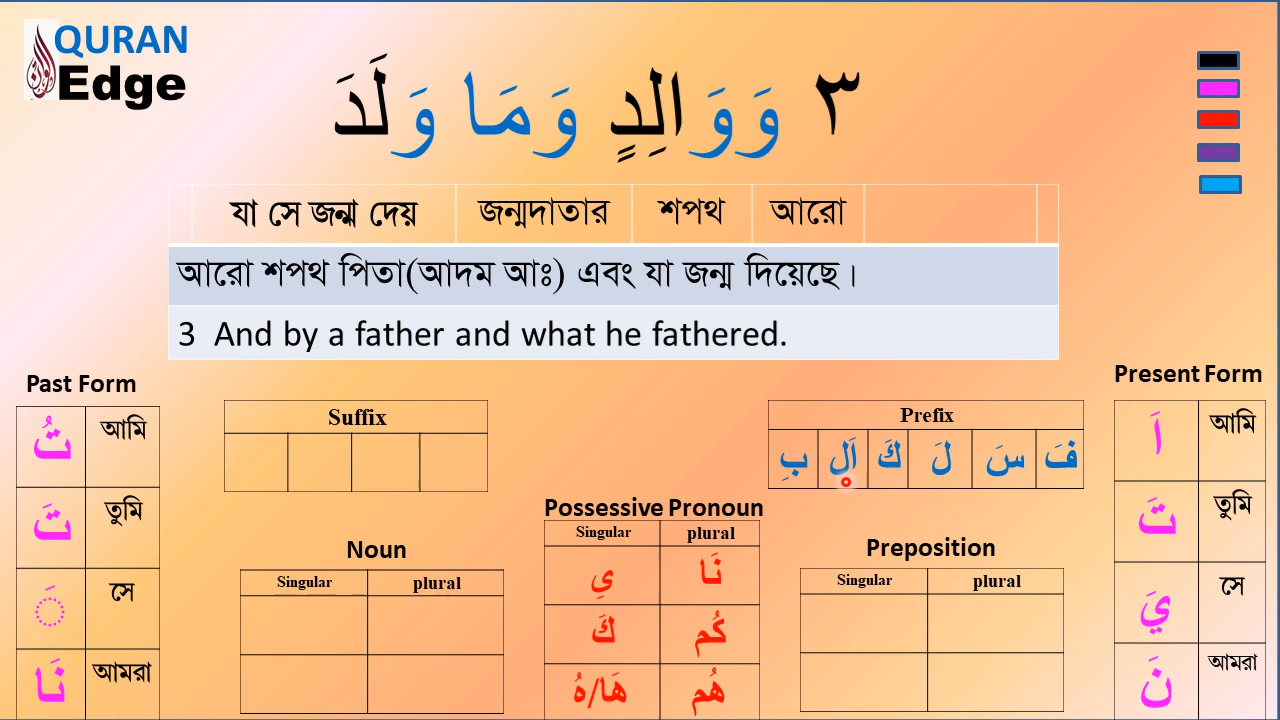 QURAN
Edge
٣ وَوَالِدٍ وَمَا وَلَدَ
যা সে জন্ম দেয় জন্মদাতার শপথ আরো
আরো শপথ পিতা(আদম আঃ) এবং যা জন্ম দিয়েছে।
3 And by a father and what he fathered.
Past Form
تُ আমি
تَ তুমি
َ সে
نَا আমরা
Suffix
Noun
Singular plural
Possessive Pronoun
Singular plural
يِ نَا
كَ كُم
هَا/هُ هُم
Prefix
بِ اَلْ كَ لَ سَ فَ
Preposition
Singular plural
Present Form
اَ আমি
تَ তুমি
يَ সে
نَ আমরা